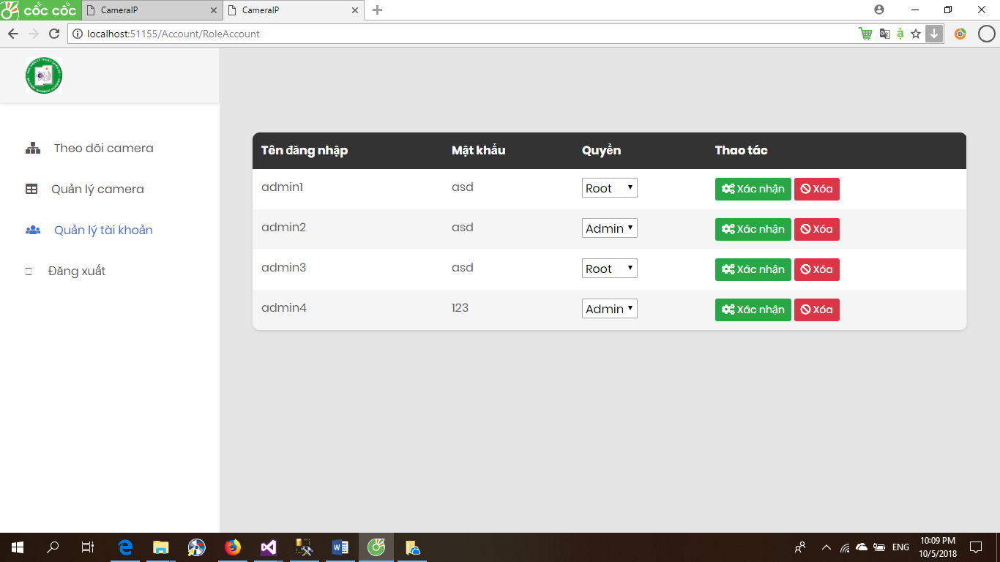 cốc cốc CameraIP CameraIP
localhost:51155/Account/RoleAccount
Theo dõi camera
Quản lý camera
Quản lý tài khoản
Đăng xuất
Tên đăng nhập Mật khẩu Quyền Thao tác
admin1 asd Root Xác nhận Xóa
admin2 asd Admin Xác nhận Xóa
admin3 asd Root Xác nhận Xóa
admin4 123 Admin Xác nhận Xóa
ENG 10:09 PM
10/5/2018